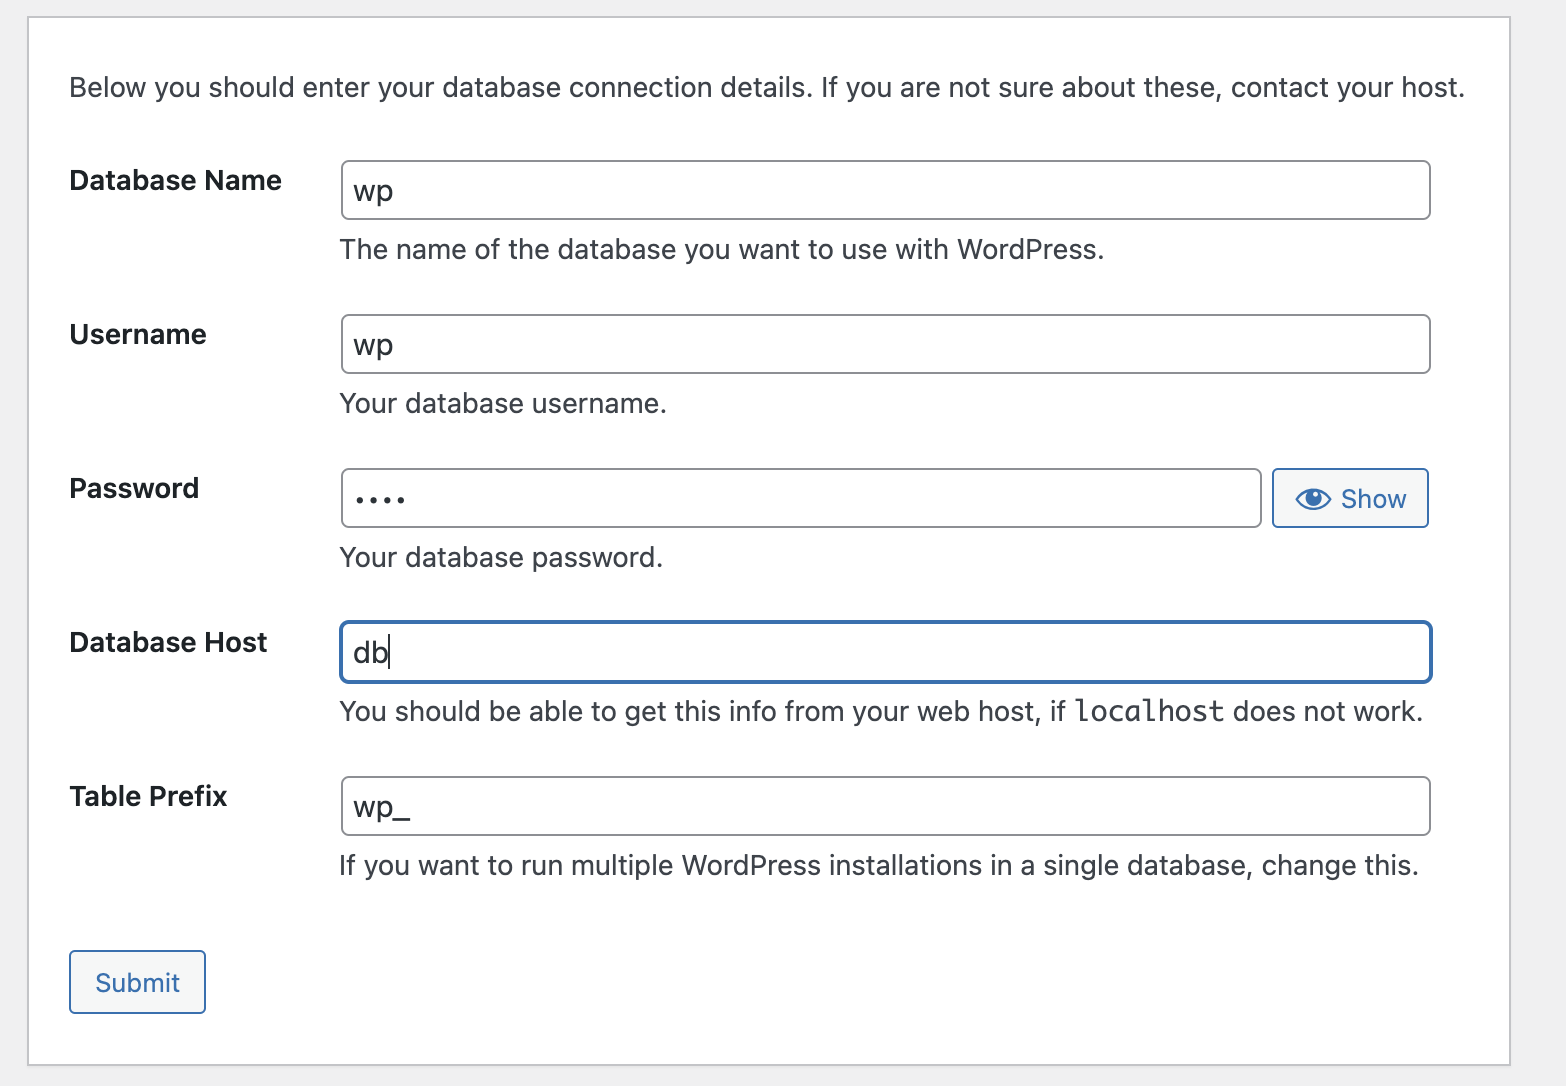 Below you should enter your database connection details. If you are not sure about these, contact your host.
Database Name
wp
The name of the database you want to use with WordPress.
Username
wp
Your database username.
Password
••••
Show
Your database password.
Database Host
db
You should be able to get this info from your web host, if localhost does not work.
Table Prefix
wp_
If you want to run multiple WordPress installations in a single database, change this.
Submit